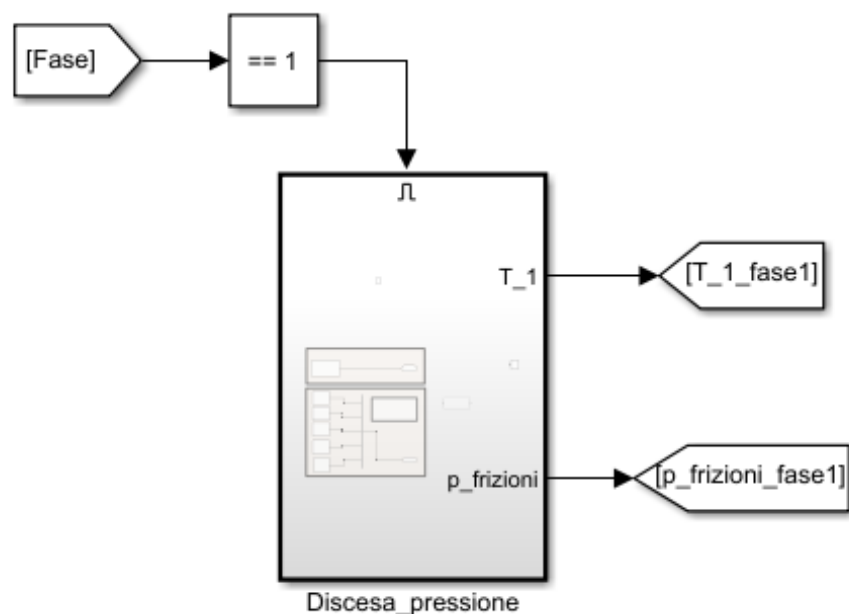 [Fase]
== 1
T_1
[T_1_fase1]
p_frizioni
[p_frizioni_fase1]
Discesa_pressione